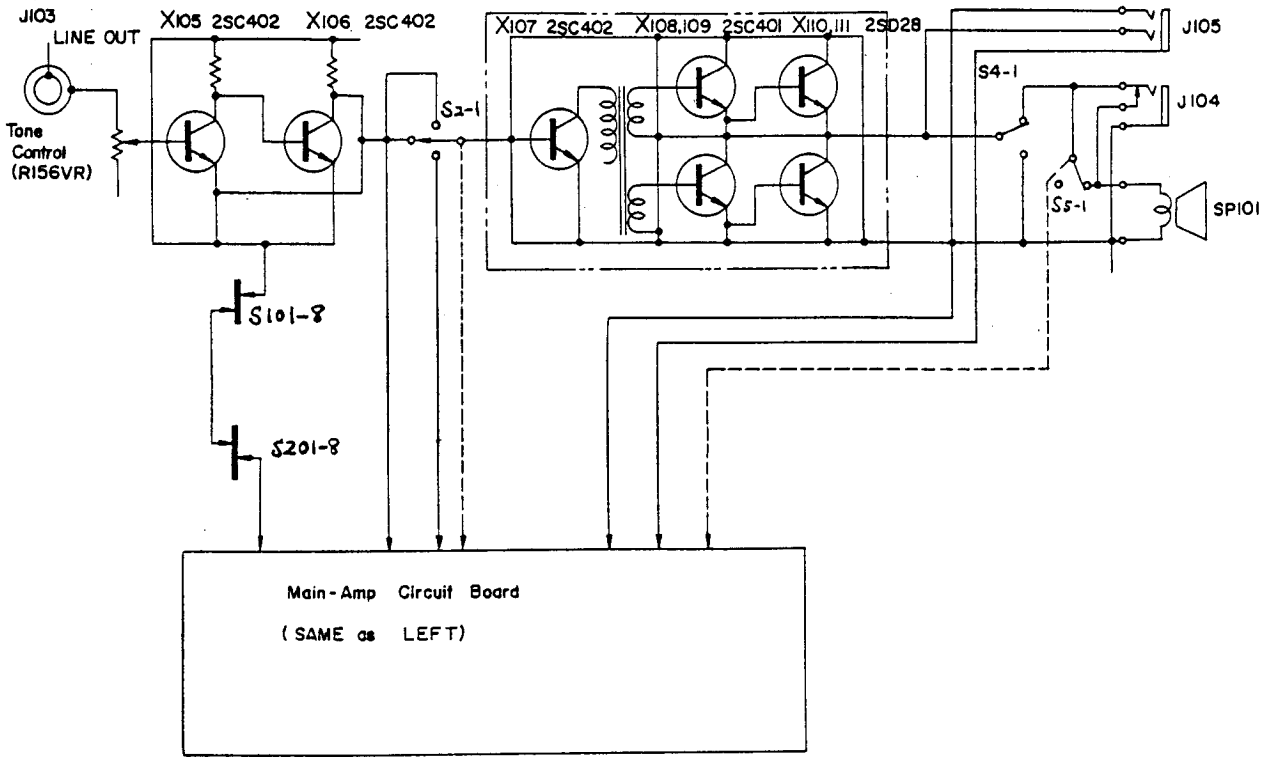 J103
LINE OUT
Tone
Control
(R156VR)
X105 2SC402
X106 2SC402
S2-1
X107 2SC402
X108,109 2SC401
X110,111 2SD28
J105
S4-1
J104
S5-1
SP101
S101-8
S201-8
Main-Amp Circuit Board
(SAME as LEFT)